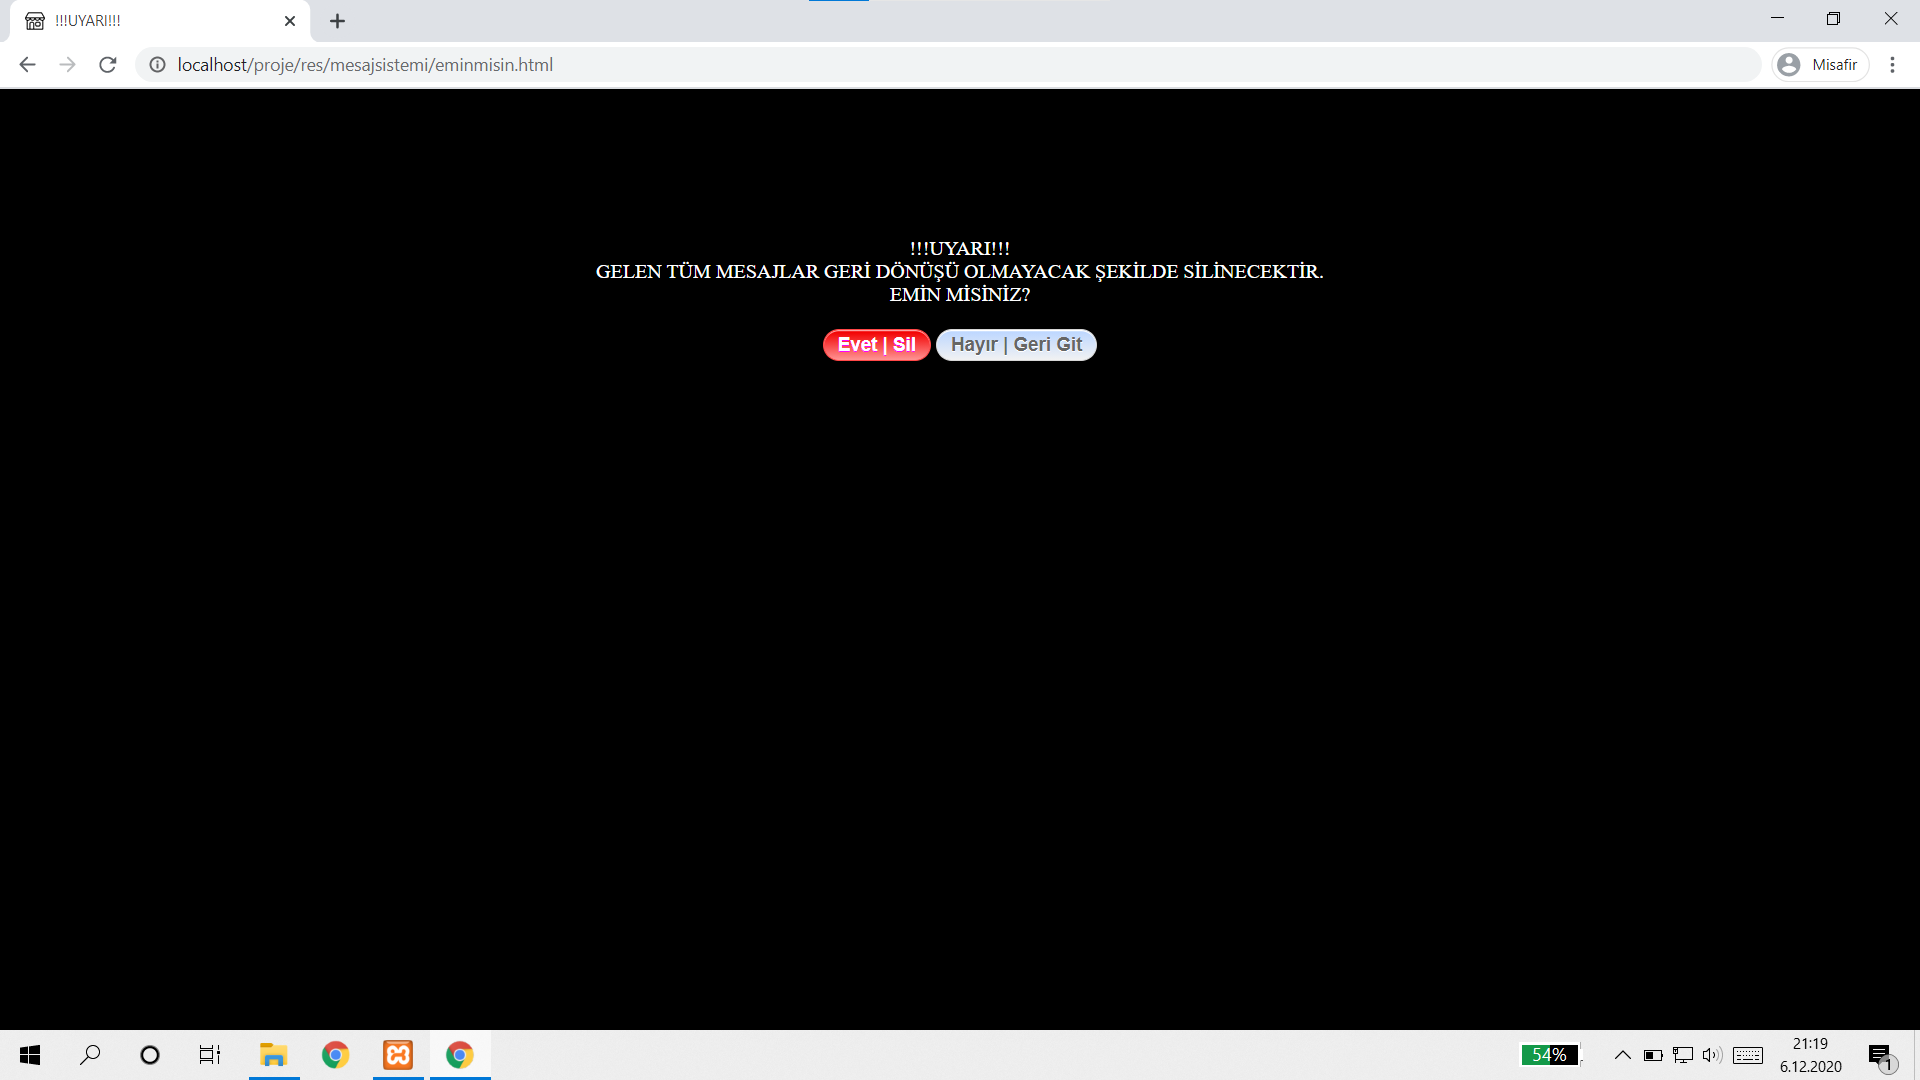 !!!UYARI!!!
localhost/proje/res/mesajsistemi/eminmisin.html
Misafir
!!!UYARI!!!
GELEN TÜM MESAJLAR GERİ DÖNÜŞÜ OLMAYACAK ŞEKİLDE SİLİNECEKTİR.
EMİN MİSİNİZ?
Evet | Sil
Hayır | Geri Git
54%
21:19
6.12.2020
1